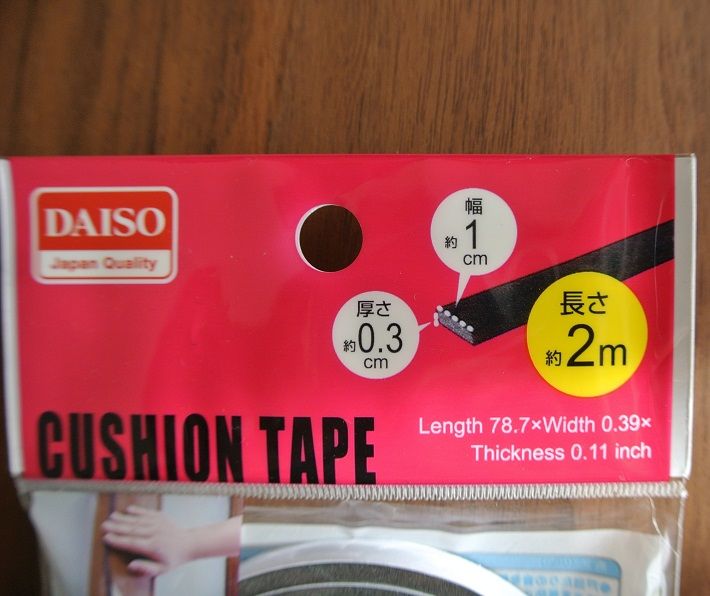 DAISO
Japan Quality
幅
約1
cm
厚さ
約0.3
cm
長さ
約2m
CUSHION TAPE
Length 78.7×Width 0.39×
Thickness 0.11 inch